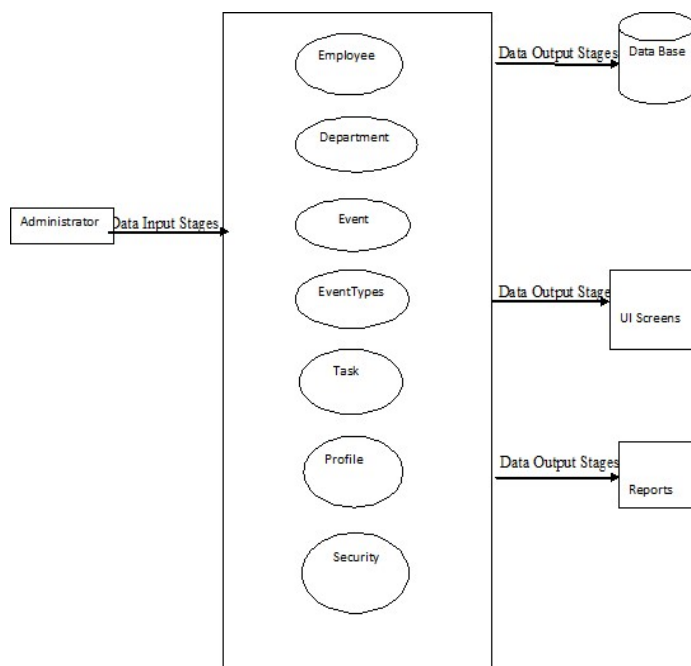 Employee
Data Output Stages
Data Base
Department
Administrator
Data Input Stages
Event
EventTypes
Data Output Stage
UI Screens
Task
Profile
Data Output Stages
Reports
Security